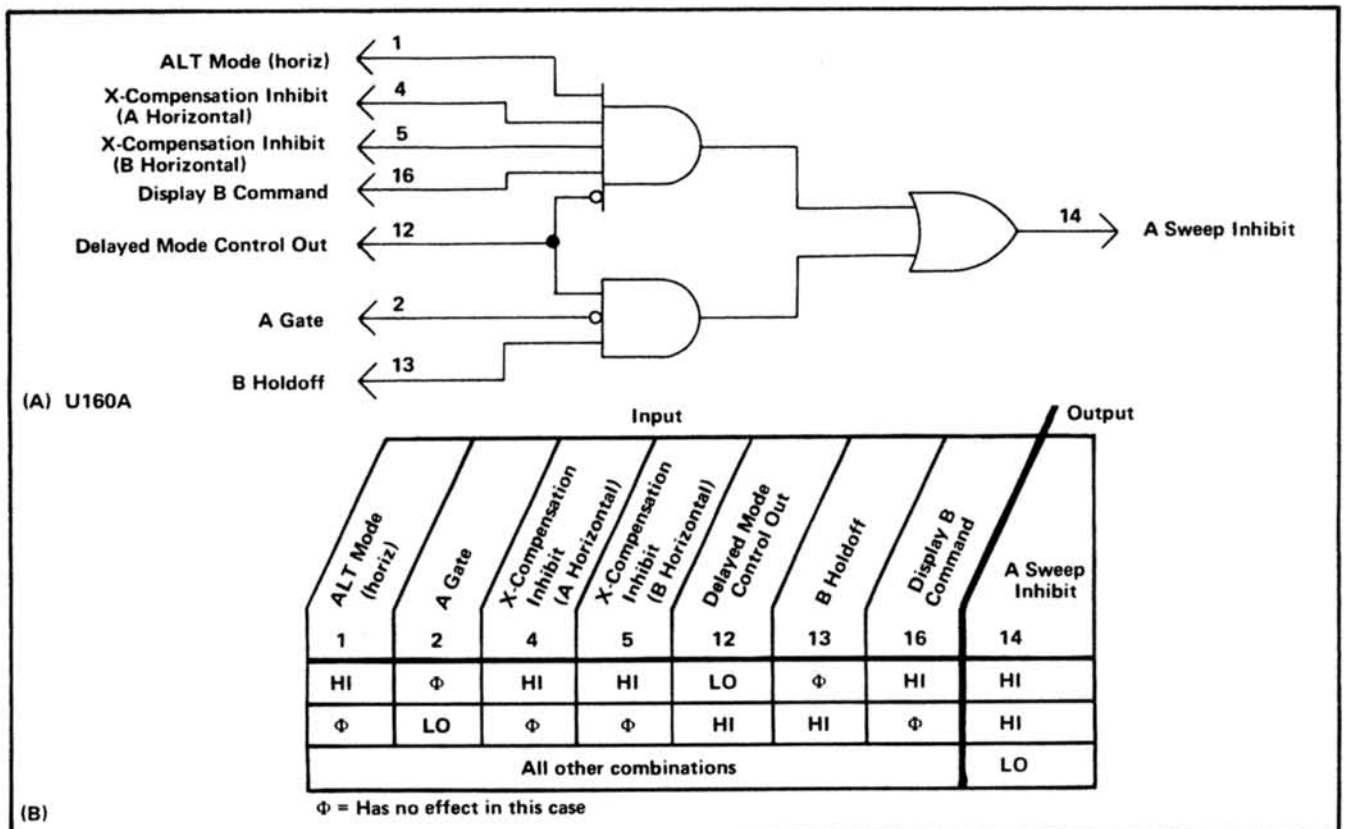 1
ALT Mode (horiz)
4
X-Compensation Inhibit
(A Horizontal)
5
X-Compensation Inhibit
(B Horizontal)
16
Display B Command
12
Delayed Mode Control Out
14
A Sweep Inhibit
2
A Gate
13
B Holdoff
(A) U160A
Input
Output
ALT Mode
(horiz)
A Gate
X-Compensation
Inhibit
(A Horizontal)
X-Compensation
Inhibit
(B Horizontal)
Delayed Mode
Control Out
B Holdoff
Display B
Command
A Sweep
Inhibit
1 2 4 5 12 13 16 14
HI Φ HI HI LO Φ HI HI
Φ LO Φ Φ HI HI Φ HI
All other combinations LO
Φ = Has no effect in this case
(B)